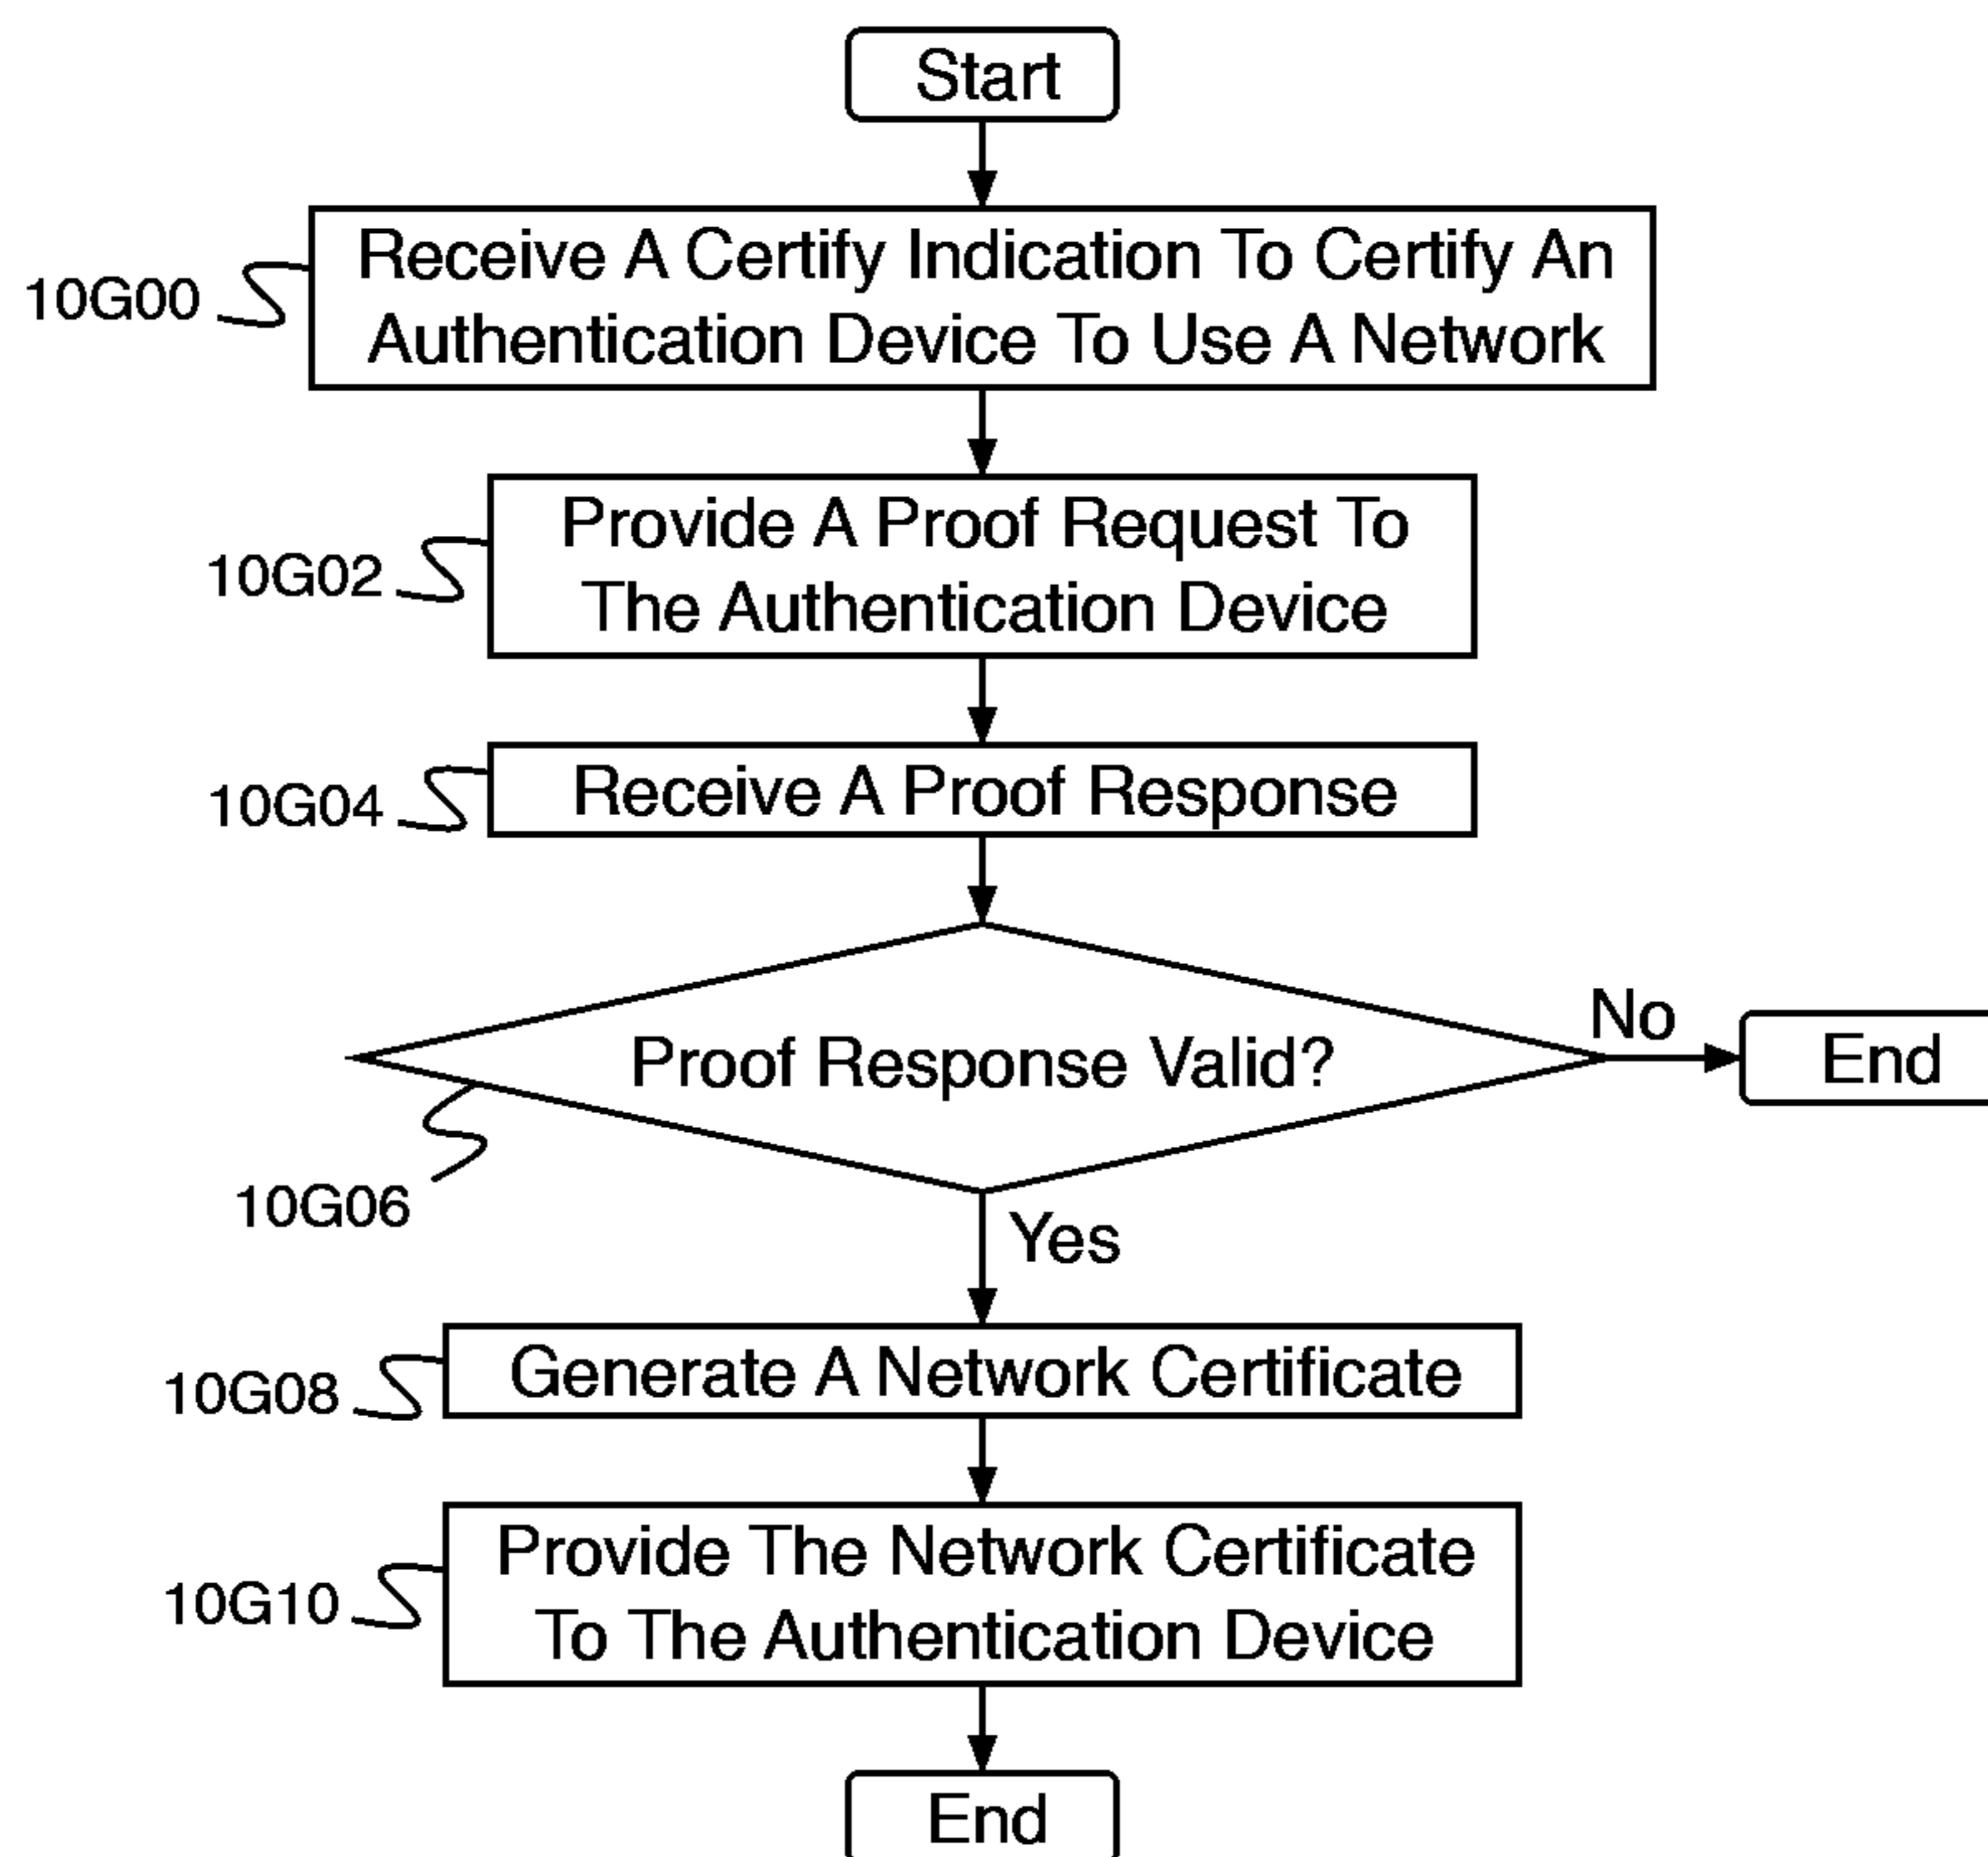 Start
10G00
Receive A Certify Indication To Certify An
Authentication Device To Use A Network
10G02
Provide A Proof Request To
The Authentication Device
10G04
Receive A Proof Response
Proof Response Valid?
No
End
10G06
Yes
10G08
Generate A Network Certificate
10G10
Provide The Network Certificate
To The Authentication Device
End